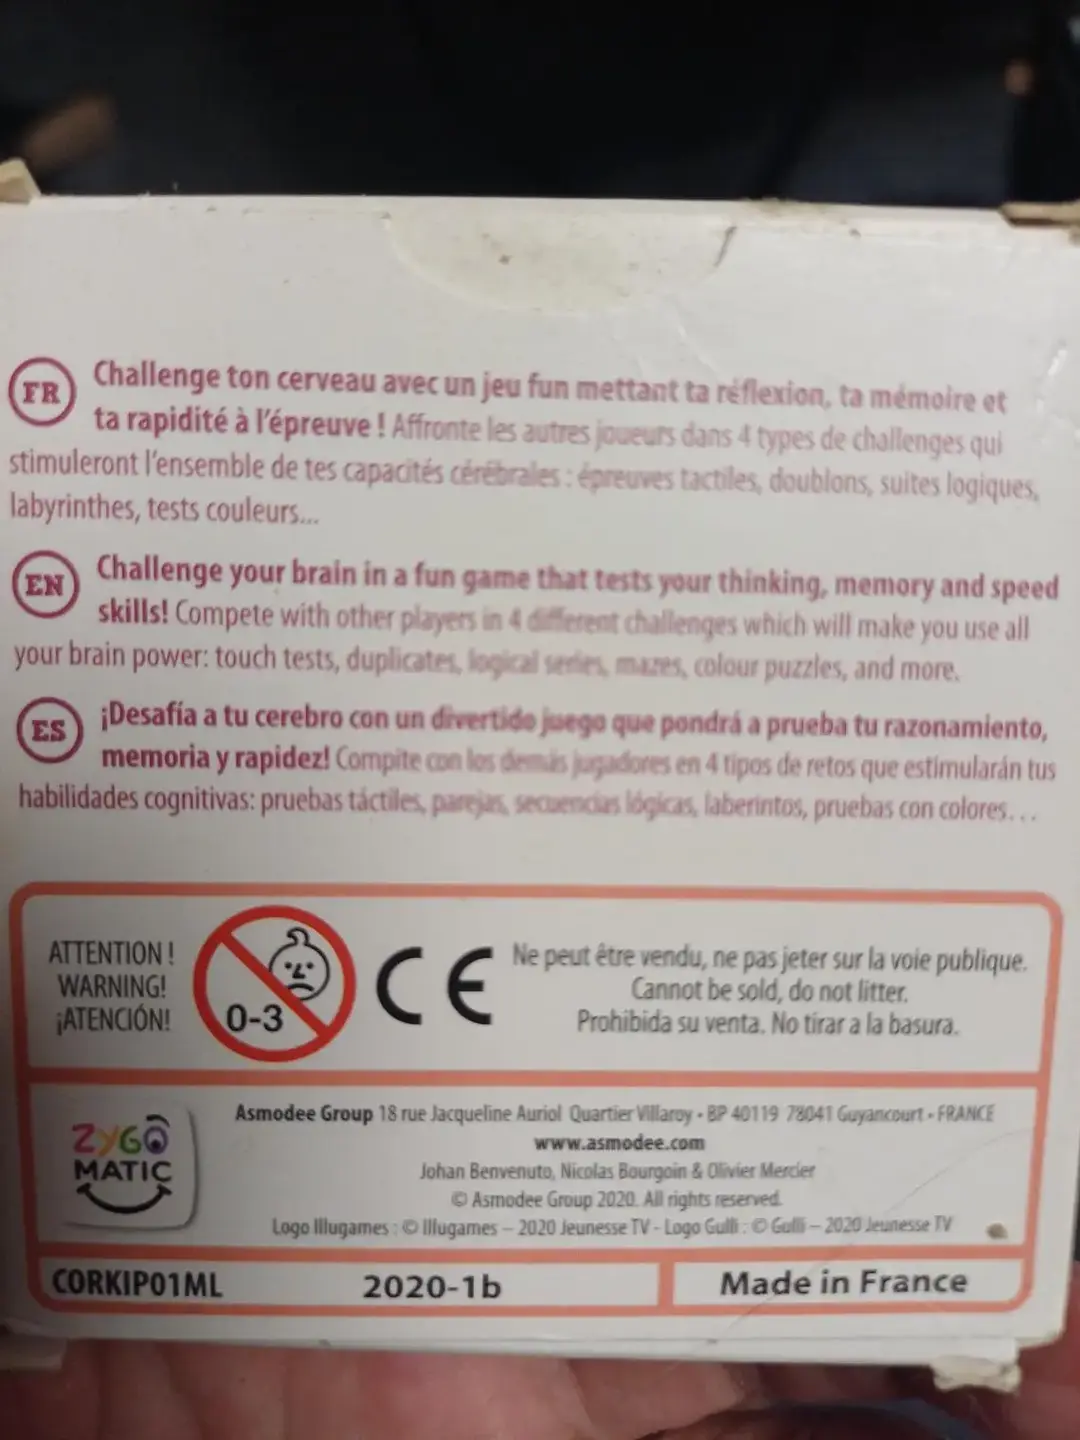 FR Challenge ton cerveau avec un jeu fun mettant ta réflexion, ta mémoire et
ta rapidité à l'épreuve ! Affronte les autres joueurs dans 4 types de challenges qui
stimuleront l'ensemble de tes capacités cérébrales : épreuves tactiles, doublons, suites logiques,
labyrinthes, tests couleurs...
EN Challenge your brain in a fun game that tests your thinking, memory and speed
skills! Compete with other players in 4 different challenges which will make you use all
your brain power: touch tests, duplicates, logical series, mazes, colour puzzles, and more.
ES ¡Desafía a tu cerebro con un divertido juego que pondrá a prueba tu razonamiento,
memoria y rapidez! Compite con los demás jugadores en 4 tipos de retos que estimularán tus
habilidades cognitivas: pruebas táctiles, parejas, secuencias lógicas, laberintos, pruebas con colores...
ATTENTION !
WARNING!
¡ATENCIÓN!
0-3
CE
Ne peut être vendu, ne pas jeter sur la voie publique.
Cannot be sold, do not litter.
Prohibida su venta. No tirar a la basura.
ZYGO
MATIC
Asmodee Group 18 rue Jacqueline Auriol Quartier Villaroy • BP 40119 78041 Guyancourt • FRANCE
www.asmodee.com
Johan Benvenuto, Nicolas Bourgoin & Olivier Mercier
© Asmodee Group 2020. All rights reserved.
Logo Illugames : © Illugames – 2020 Jeunesse TV - Logo Gulli : © Gulli – 2020 Jeunesse TV
CORKIP01ML 2020-1b Made in France